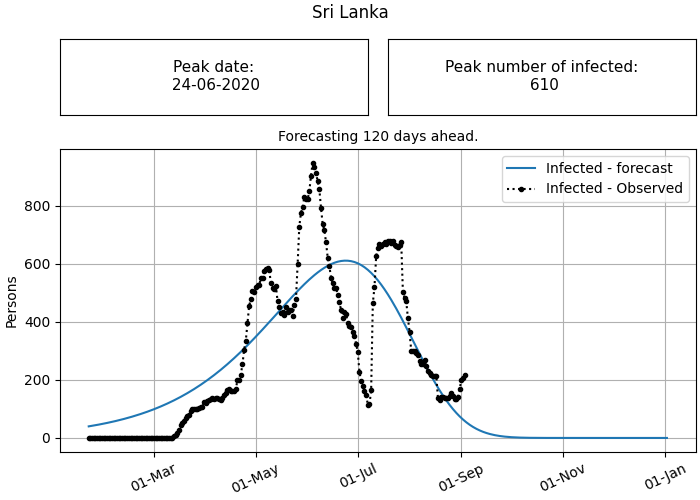 Sri Lanka
Peak date:
24-06-2020
Peak number of infected:
610
Forecasting 120 days ahead.
Infected - forecast
Infected - Observed
Persons
800
600
400
200
0
01-Mar
01-May
01-Jul
01-Sep
01-Nov
01-Jan